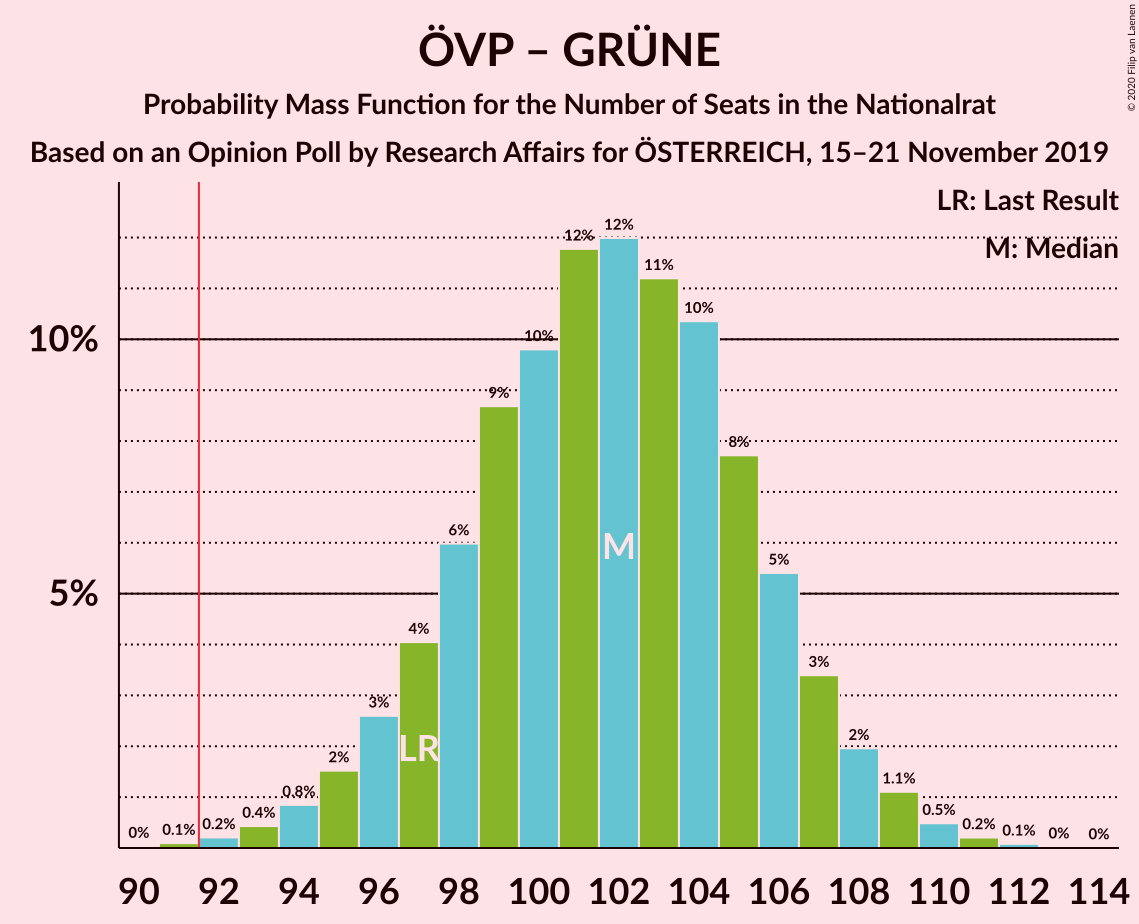 ÖVP – GRÜNE
Probability Mass Function for the Number of Seats in the Nationalrat
Based on an Opinion Poll by Research Affairs for ÖSTERREICH, 15–21 November 2019
© 2020 Filip van Laenen
LR: Last Result
M: Median
10%
5%
0% 0.1% 0.2% 0.4% 0.8% 2% 3% 4% 6% 9% 10% 12% 12% 11% 10% 8% 5% 3% 2% 1.1% 0.5% 0.2% 0.1% 0% 0%
LR
M
90 92 94 96 98 100 102 104 106 108 110 112 114